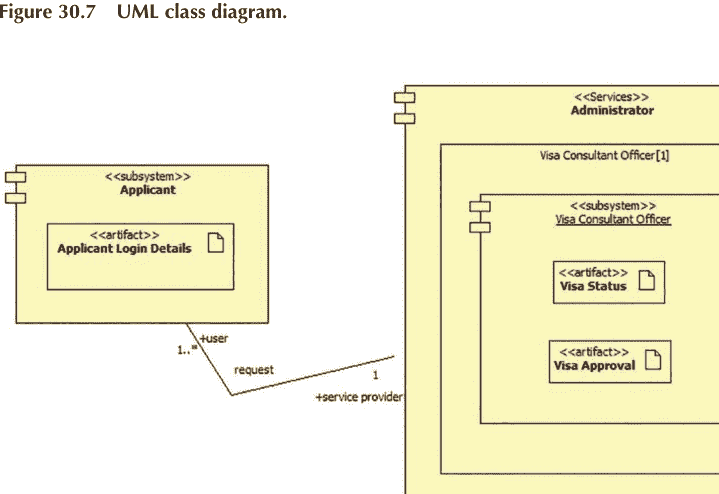 Figure 30.7 UML class diagram.
<<Services>>
Administrator
Visa Consultant Officer[1]
<<subsystem>>
Applicant
<<artifact>>
Applicant Login Details
<<subsystem>>
Visa Consultant Officer
<<artifact>>
Visa Status
<<artifact>>
Visa Approval
+user
1..*
request
1
+service provider